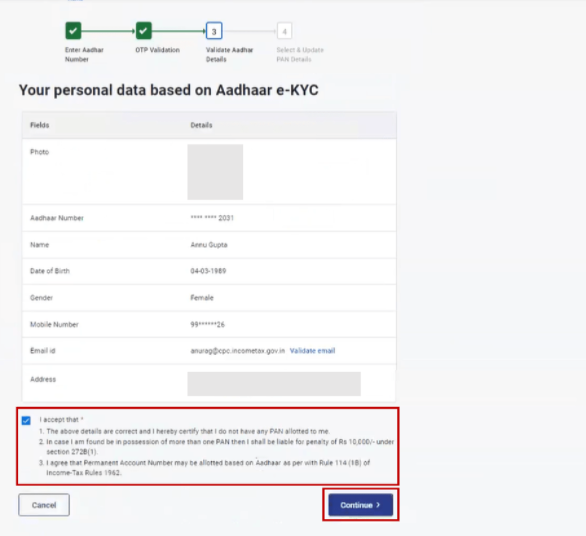 3
4
Enter Aadhar
Number
OTP Validation
Validate Aadhar
Details
Select & Update
PAN Details
Your personal data based on Aadhaar e-KYC
Fields Details
Photo
Aadhaar Number **** **** 2031
Name Annu Gupta
Date of Birth 04-03-1989
Gender Female
Mobile Number 99******26
Email id anurag@cpc.incometax.gov.in Validate email
Address
I accept that *
1. The above details are correct and I hereby certify that I do not have any PAN allotted to me.
2. In case I am found be in possession of more than one PAN then I shall be liable for penalty of Rs 10,000/- under
section 272B(1).
3. I agree that Permanent Account Number may be allotted based on Aadhaar as per with Rule 114 (1B) of
Income-Tax Rules 1962.
Cancel
Continue >